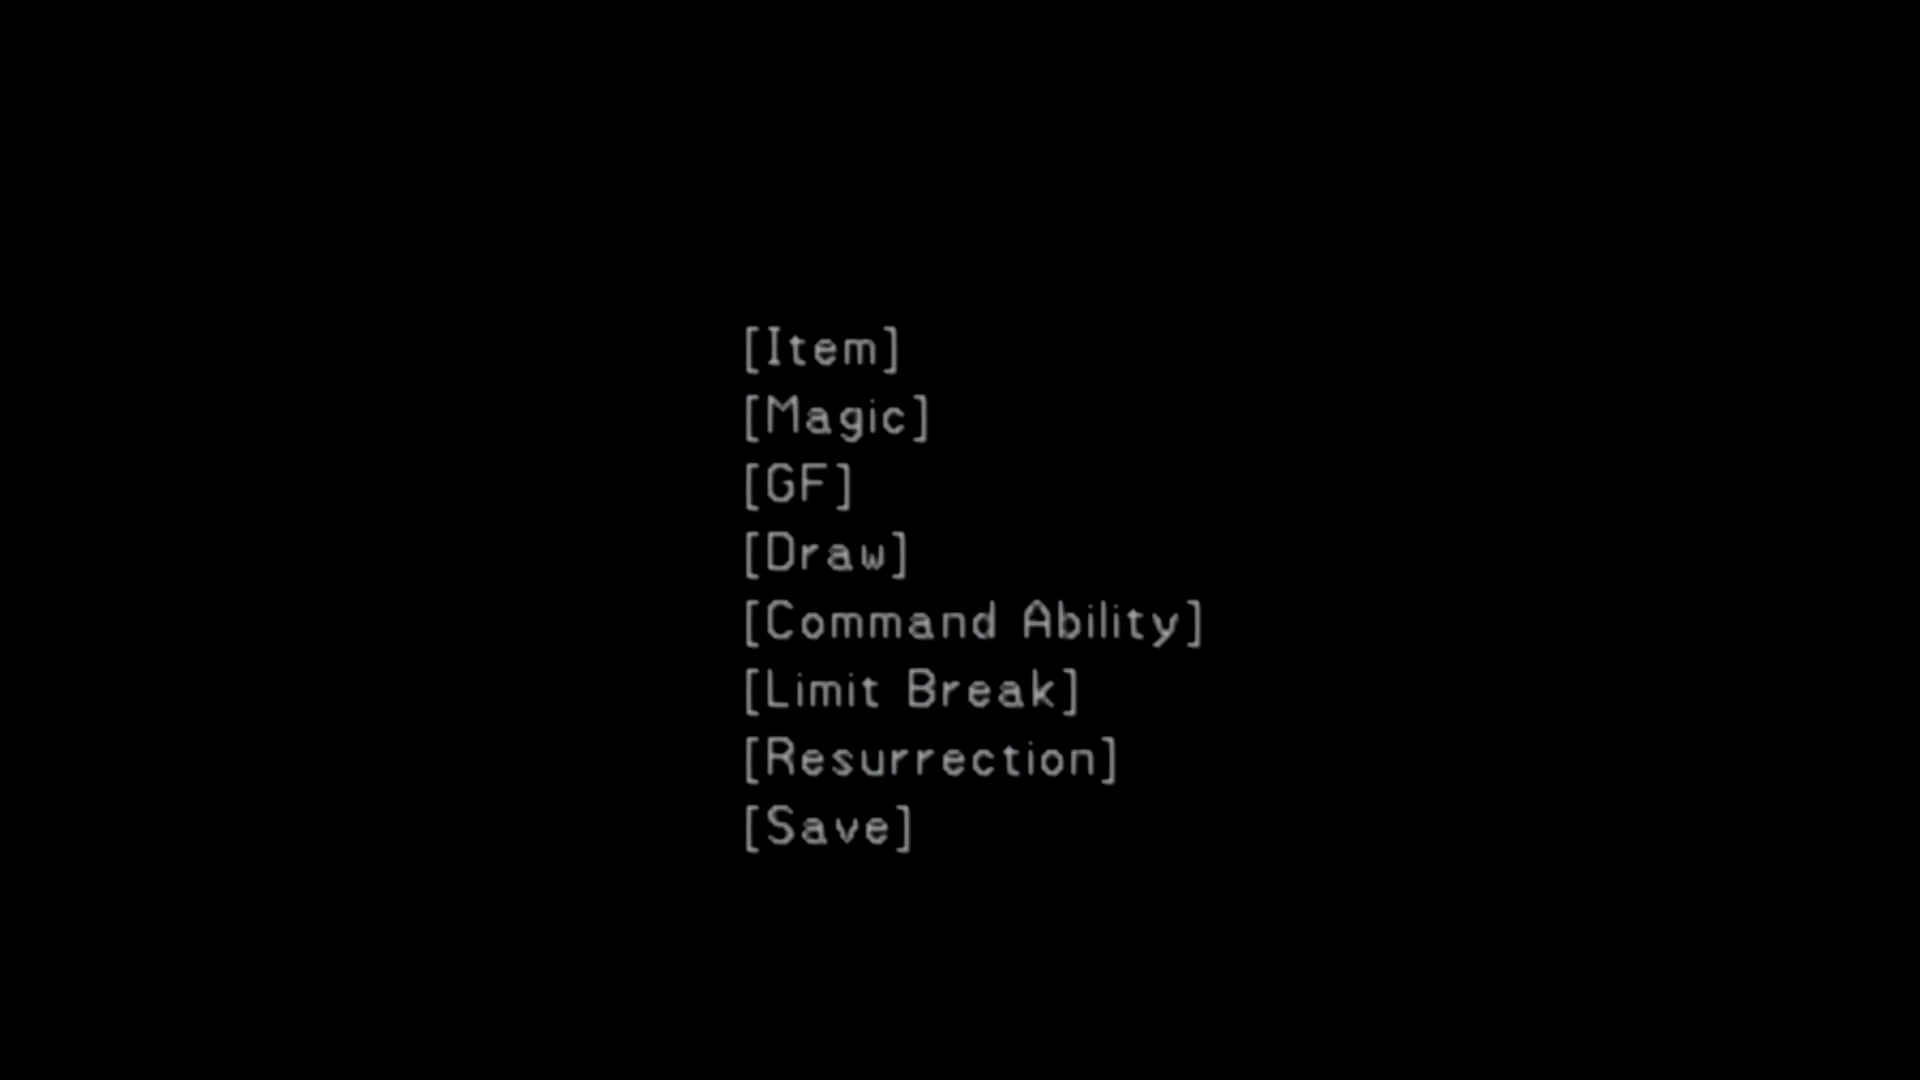 [Item]
[Magic]
[GF]
[Draw]
[Command Ability]
[Limit Break]
[Resurrection]
[Save]